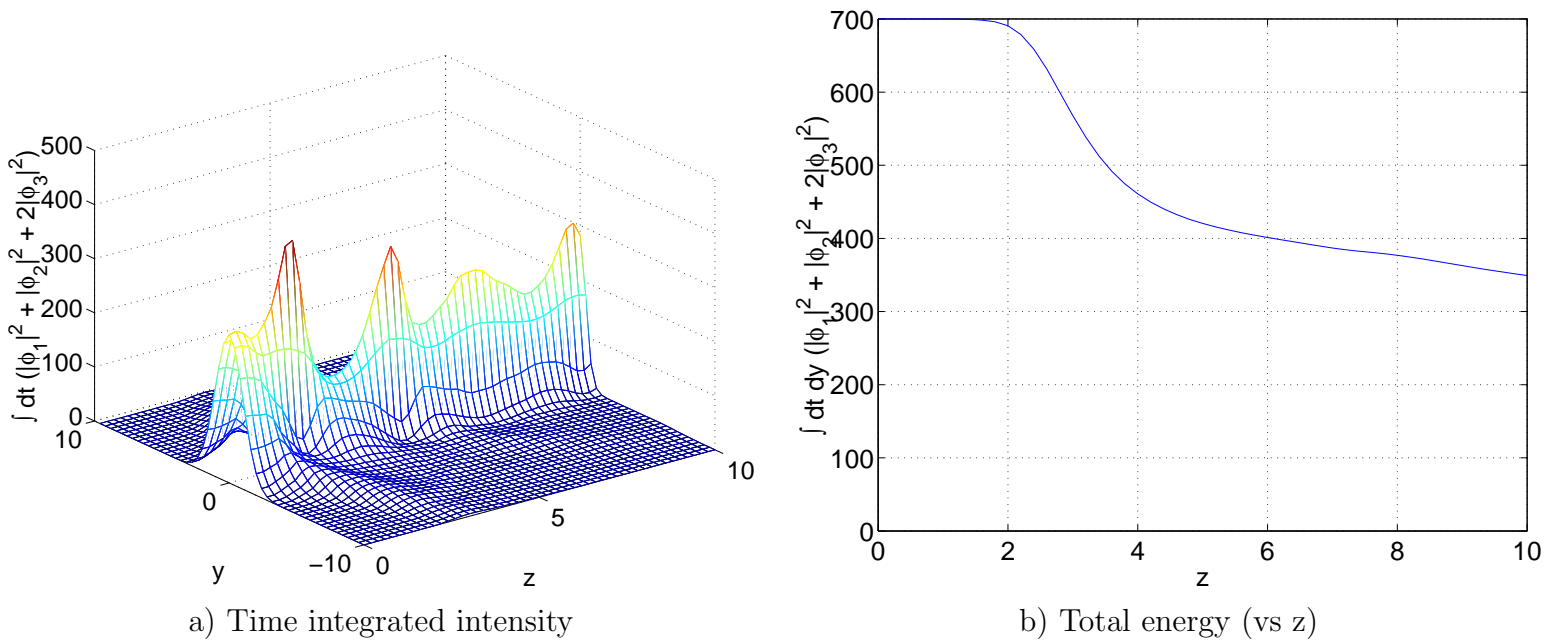 500
400
300
200
100
0
∫ dt (|ϕ₁|² + |ϕ₂|² + 2|ϕ₃|²)
10
0
−10
y
0
5
10
z
a) Time integrated intensity
700
600
500
400
300
200
100
0
∫ dt dy (|ϕ₁|² + |ϕ₂|² + 2|ϕ₃|²)
0 2 4 6 8 10
z
b) Total energy (vs z)